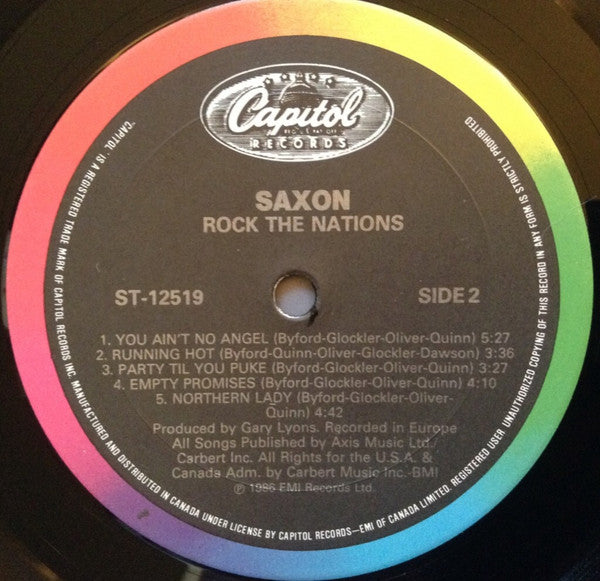 Capitol
REG. U.S. PAT. OFF.
RECORDS
SAXON
ROCK THE NATIONS
ST-12519
SIDE 2
1. YOU AIN'T NO ANGEL (Byford-Glockler-Oliver-Quinn) 5:27
2. RUNNING HOT (Byford-Quinn-Oliver-Glockler-Dawson) 3:36
3. PARTY TIL YOU PUKE (Byford-Glockler-Oliver-Quinn) 3:27
4. EMPTY PROMISES (Byford-Glockler-Oliver-Quinn) 4:10
5. NORTHERN LADY (Byford-Glockler-Oliver-
Quinn) 4:42
Produced by Gary Lyons. Recorded in Europe
All Songs Published by Axis Music Ltd./
Carbert Inc. All Rights for the U.S.A. &
Canada Adm. by Carbert Music Inc.-BMI
℗ 1986 EMI Records Ltd.
"CAPITOL" IS A REGISTERED TRADE MARK OF CAPITOL RECORDS INC. MANUFACTURED AND DISTRIBUTED IN CANADA UNDER LICENSE BY CAPITOL RECORDS-EMI OF CANADA LIMITED. REGISTERED USER. UNAUTHORIZED COPYING OF THIS RECORD IN ANY FORM IS STRICTLY PROHIBITED